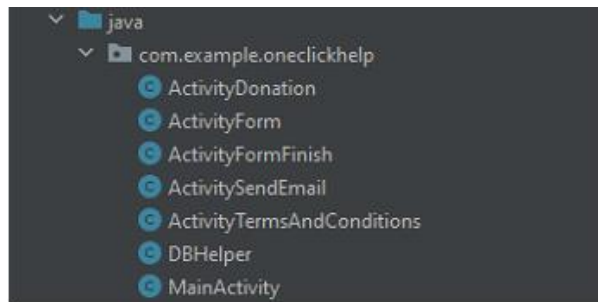 java
com.example.oneclickhelp
ActivityDonation
ActivityForm
ActivityFormFinish
ActivitySendEmail
ActivityTermsAndConditions
DBHelper
MainActivity